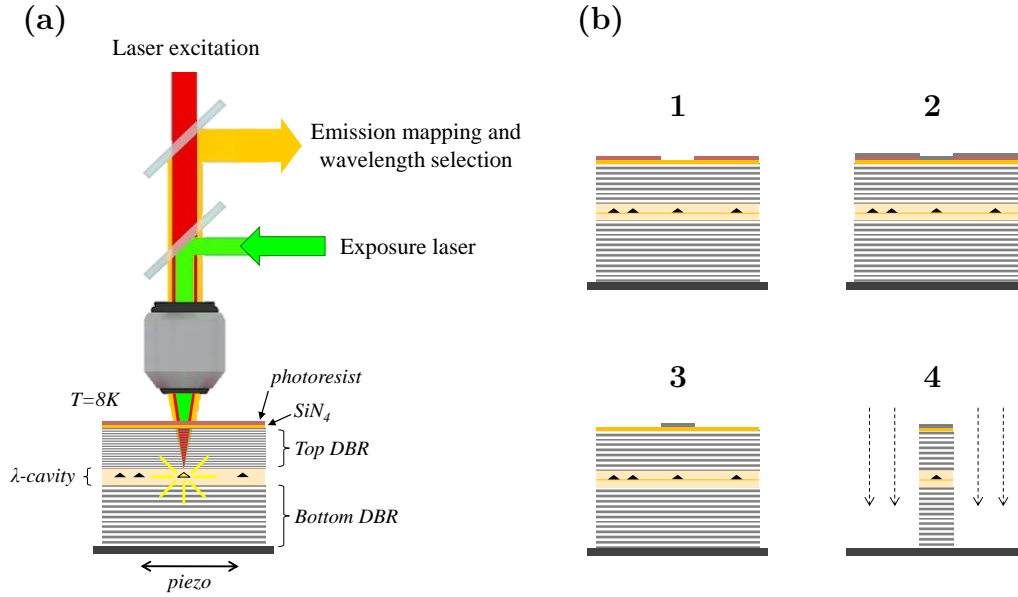 (a)
Laser excitation
Emission mapping and
wavelength selection
Exposure laser
T=8K
photoresist
SiN4
Top DBR
λ-cavity
Bottom DBR
piezo
(b)
1
2
3
4